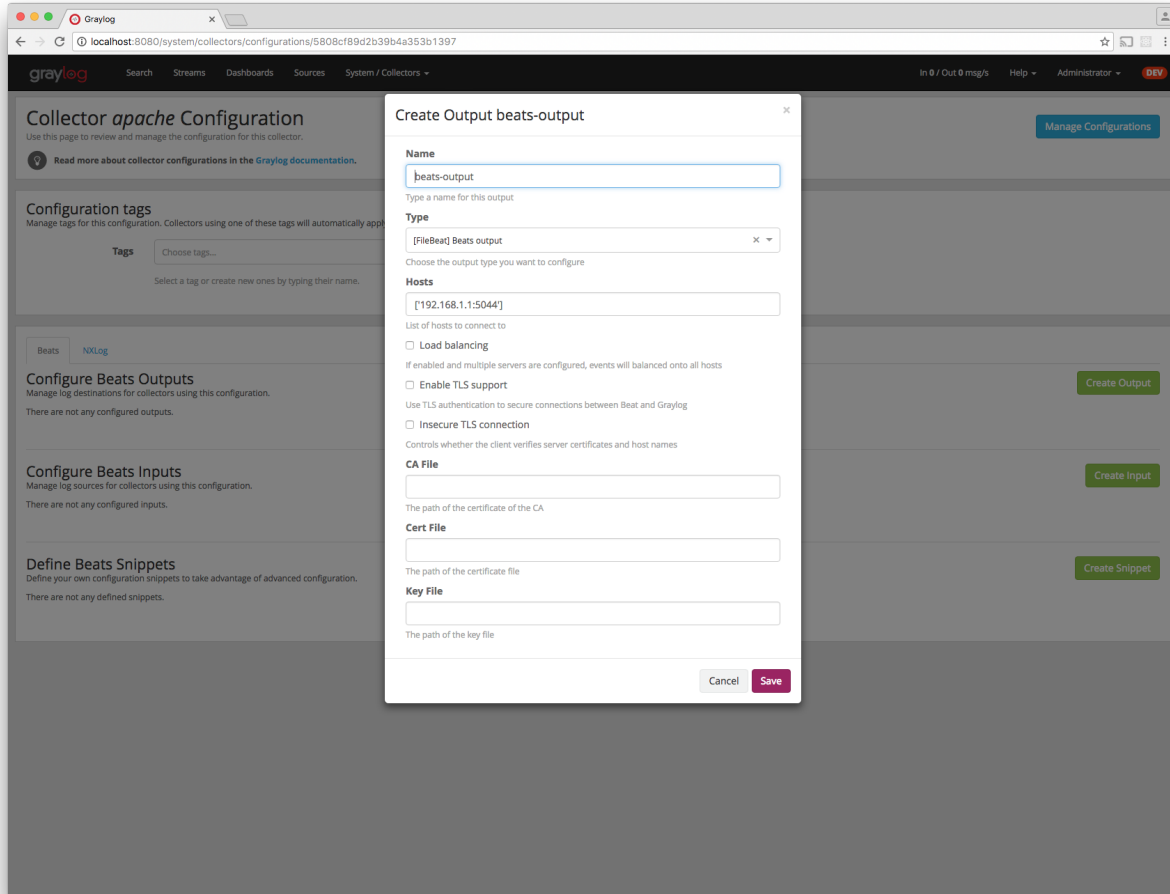 Graylog
localhost:8080/system/collectors/configurations/5808cf89d2b39b4a353b1397
graylog Search Streams Dashboards Sources System / Collectors In 0 / Out 0 msg/s Help Administrator DEV
Collector apache Configuration
Use this page to review and manage the configuration for this collector.
Read more about collector configurations in the Graylog documentation.
Manage Configurations
Configuration tags
Manage tags for this configuration. Collectors using one of these tags will automatically
Tags
Choose tags...
Select a tag or create new ones by typing their name.
Beats NXLog
Configure Beats Outputs
Manage log destinations for collectors using this configuration.
There are not any configured outputs.
Create Output
Configure Beats Inputs
Manage log sources for collectors using this configuration.
There are not any configured inputs.
Create Input
Define Beats Snippets
Define your own configuration snippets to take advantage of advanced configuration.
There are not any defined snippets.
Create Snippet
Create Output beats-output
Name
beats-output
Type a name for this output
Type
[FileBeat] Beats output
Choose the output type you want to configure
Hosts
['192.168.1.1:5044']
List of hosts to connect to
Load balancing
If enabled and multiple servers are configured, events will balanced onto all hosts
Enable TLS support
Use TLS authentication to secure connections between Beat and Graylog
Insecure TLS connection
Controls whether the client verifies server certificates and host names
CA File
The path of the certificate of the CA
Cert File
The path of the certificate file
Key File
The path of the key file
Cancel Save